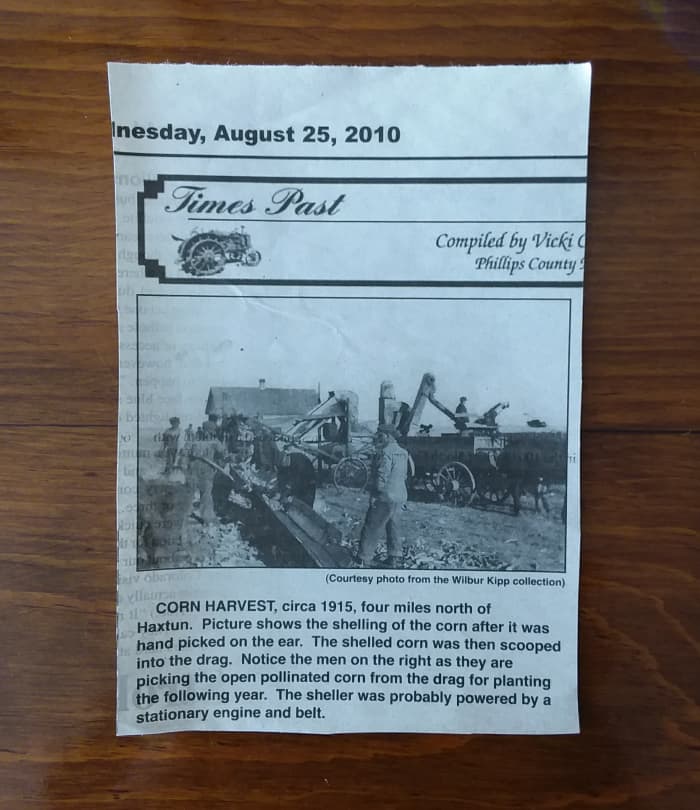 nesday, August 25, 2010
Times Past
Compiled by Vicki
Phillips County
(Courtesy photo from the Wilbur Kipp collection)
CORN HARVEST, circa 1915, four miles north of
Haxtun. Picture shows the shelling of the corn after it was
hand picked on the ear. The shelled corn was then scooped
into the drag. Notice the men on the right as they are
picking the open pollinated corn from the drag for planting
the following year. The sheller was probably powered by a
stationary engine and belt.